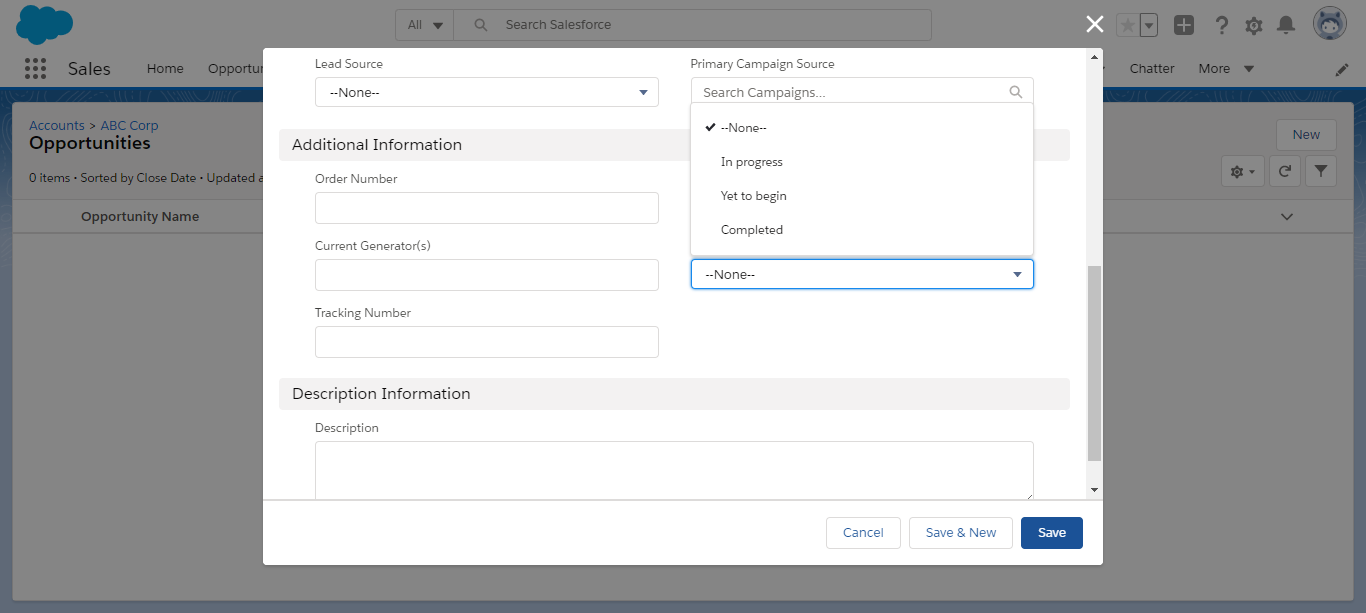 All
Search Salesforce
Sales
Home
Opportun
Chatter
More
Accounts > ABC Corp
Opportunities
0 items • Sorted by Close Date • Updated a
New
Opportunity Name
Lead Source
--None--
Primary Campaign Source
Search Campaigns...
--None--
In progress
Yet to begin
Completed
--None--
Additional Information
Order Number
Current Generator(s)
Tracking Number
Description Information
Description
Cancel
Save & New
Save